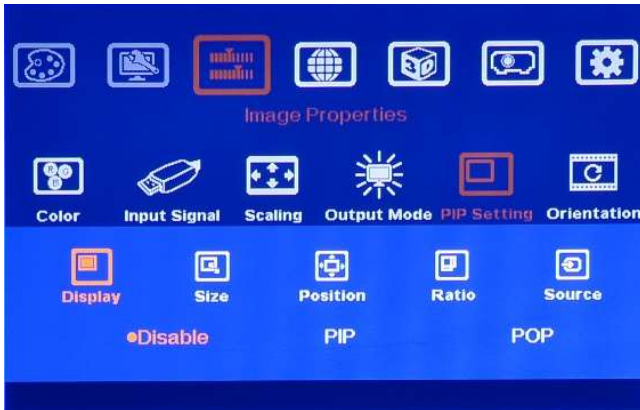 3D
Image Properties
R G B
Color Input Signal Scaling Output Mode PIP Setting Orientation
Display Size Position Ratio Source
Disable PIP POP